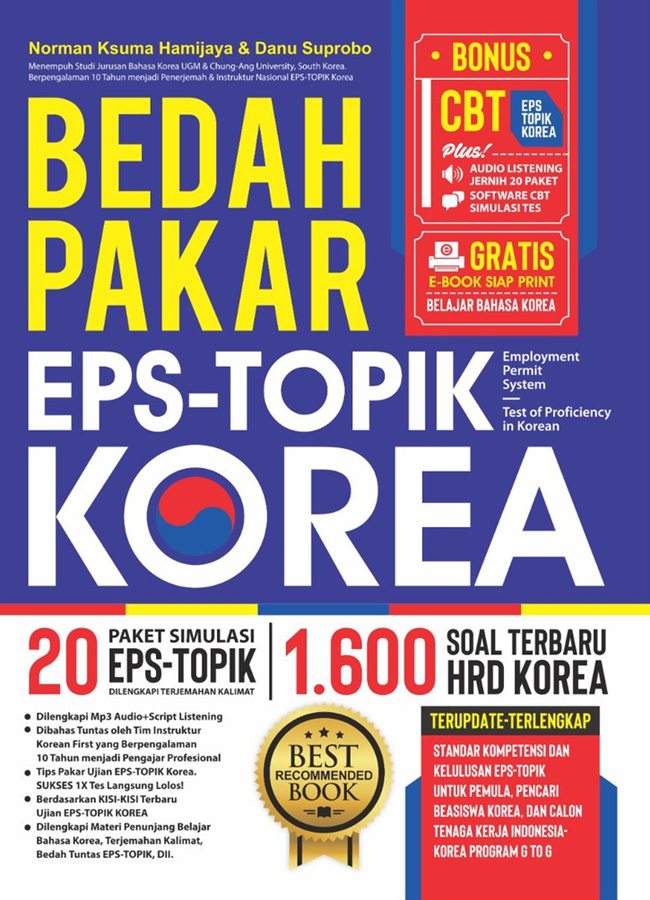 Norman Ksuma Hamijaya & Danu Suprobo
Menempuh Studi Jurusan Bahasa Korea UGM & Chung-Ang University, South Korea.
Berpengalaman 10 Tahun menjadi Penerjemah & Instruktur Nasional EPS-TOPIK Korea
BEDAH
PAKAR
EPS-TOPIK
Employment
Permit
System
—
Test of Proficiency
in Korean
KOREA
• BONUS •
CBT
EPS
TOPIK
KOREA
Plus!
AUDIO LISTENING
JERNIH 20 PAKET
SOFTWARE CBT
SIMULASI TES
GRATIS
E-BOOK SIAP PRINT
BELAJAR BAHASA KOREA
20
PAKET SIMULASI
EPS-TOPIK
DILENGKAPI TERJEMAHAN KALIMAT
1.600
SOAL TERBARU
HRD KOREA
• Dilengkapi Mp3 Audio+Script Listening
• Dibahas Tuntas oleh Tim Instruktur
Korean First yang Berpengalaman
10 Tahun menjadi Pengajar Profesional
• Tips Pakar Ujian EPS-TOPIK Korea.
SUKSES 1X Tes Langsung Lolos!
• Berdasarkan KISI-KISI Terbaru
Ujian EPS-TOPIK KOREA
• Dilengkapi Materi Penunjang Belajar
Bahasa Korea, Terjemahan Kalimat,
Bedah Tuntas EPS-TOPIK, Dll.
BEST
RECOMMENDED
BOOK
TERUPDATE-TERLENGKAP
STANDAR KOMPETENSI DAN
KELULUSAN EPS-TOPIK
UNTUK PEMULA, PENCARI
BEASISWA KOREA, DAN CALON
TENAGA KERJA INDONESIA-
KOREA PROGRAM G TO G